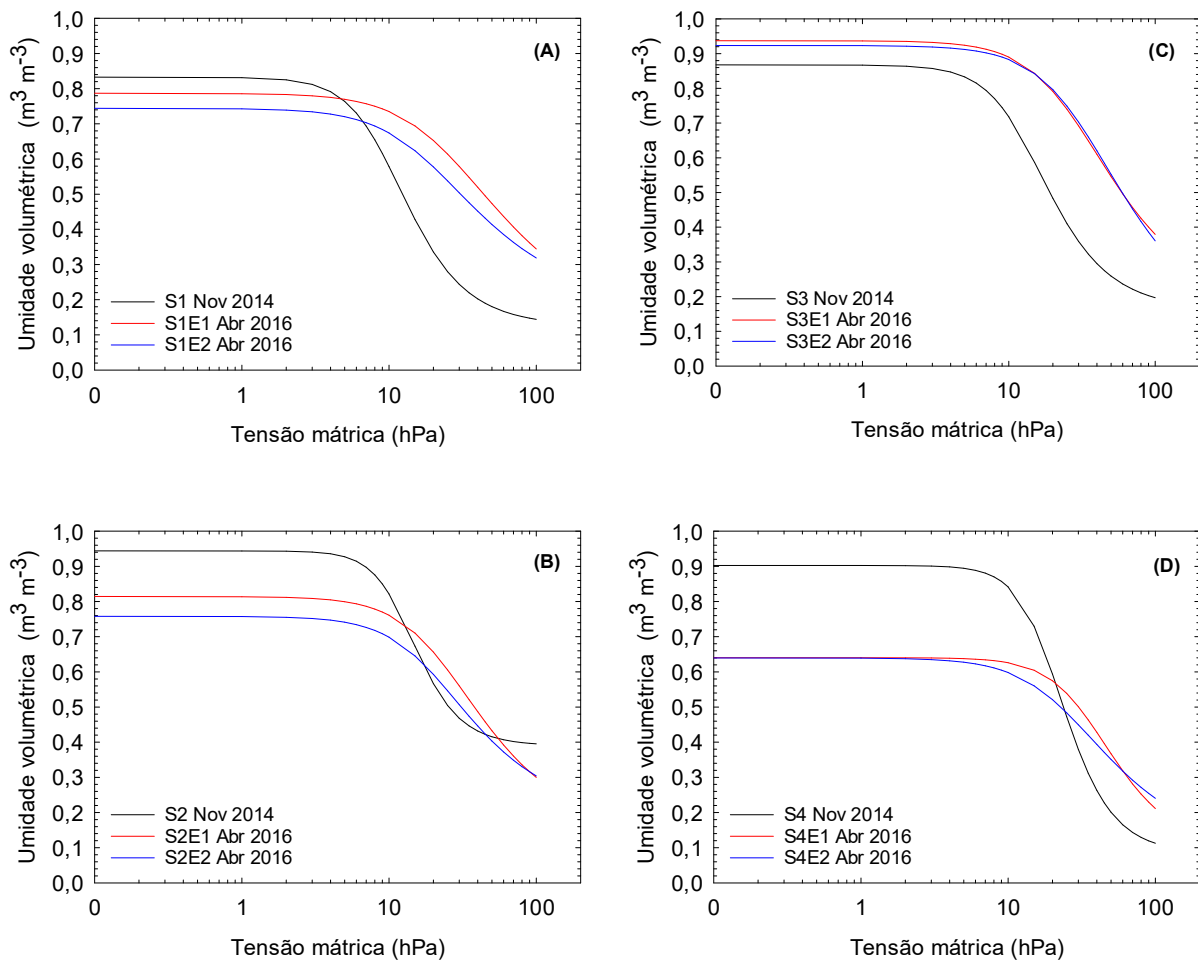 (A)
Umidade volumétrica (m³ m⁻³)
1,0
0,9
0,8
0,7
0,6
0,5
0,4
0,3
0,2
0,1
0,0
S1 Nov 2014
S1E1 Abr 2016
S1E2 Abr 2016
0 1 10 100
Tensão mátrica (hPa)
(C)
Umidade volumétrica (m³ m⁻³)
1,0
0,9
0,8
0,7
0,6
0,5
0,4
0,3
0,2
0,1
0,0
S3 Nov 2014
S3E1 Abr 2016
S3E2 Abr 2016
0 1 10 100
Tensão mátrica (hPa)
(B)
Umidade volumétrica (m³ m⁻³)
1,0
0,9
0,8
0,7
0,6
0,5
0,4
0,3
0,2
0,1
0,0
S2 Nov 2014
S2E1 Abr 2016
S2E2 Abr 2016
0 1 10 100
Tensão mátrica (hPa)
(D)
Umidade volumétrica (m³ m⁻³)
1,0
0,9
0,8
0,7
0,6
0,5
0,4
0,3
0,2
0,1
0,0
S4 Nov 2014
S4E1 Abr 2016
S4E2 Abr 2016
0 1 10 100
Tensão mátrica (hPa)